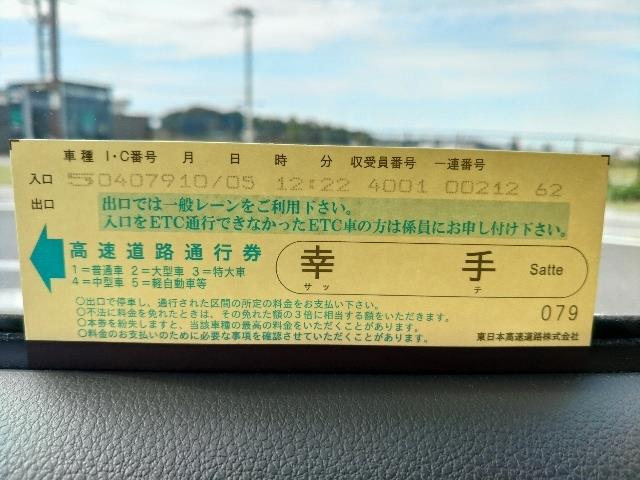 車種 I・C番号 月 日 時 分 収受員番号 一連番号
入口 5 0407910/05 12:22 4001 00212 62
出口 出口では一般レーンをご利用下さい。
入口をETC通行できなかったETC車の方は係員にお申し付け下さい。
高速道路通行券
1＝普通車 2＝大型車 3＝特大車
4＝中型車 5＝軽自動車等
幸手 Satte
サッ テ
○出口で停車し、通行された区間の所定の料金をお支払い下さい。
○不法に料金を免れたときは、その免れた額の3倍に相当する額をいただきます。
○本券を紛失しますと、当該車種の最高の料金をいただくことがあります。
○料金のお支払いのために必要な事項を確認させていただくことがあります。
079
東日本高速道路株式会社